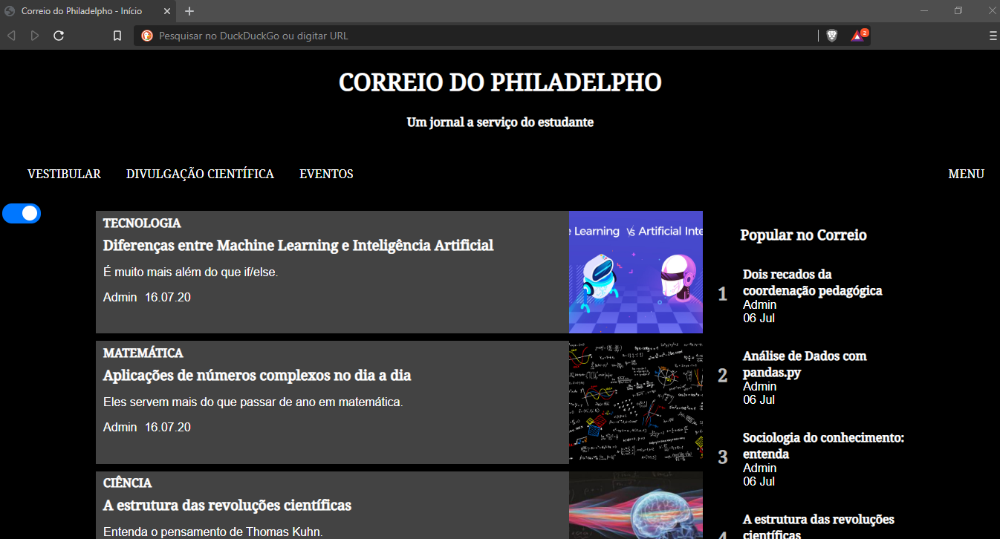 Correio do Philadelpho - Início
Pesquisar no DuckDuckGo ou digitar URL
2
CORREIO DO PHILADELPHO
Um jornal a serviço do estudante
VESTIBULAR
DIVULGAÇÃO CIENTÍFICA
EVENTOS
MENU
TECNOLOGIA
Diferenças entre Machine Learning e Inteligência Artificial
É muito mais além do que if/else.
Admin 16.07.20
e Learning Vs Artificial Inte
MATEMÁTICA
Aplicações de números complexos no dia a dia
Eles servem mais do que passar de ano em matemática.
Admin 16.07.20
CIÊNCIA
A estrutura das revoluções científicas
Entenda o pensamento de Thomas Kuhn.
Popular no Correio
1
Dois recados da
coordenação pedagógica
Admin
06 Jul
2
Análise de Dados com
pandas.py
Admin
06 Jul
3
Sociologia do conhecimento:
entenda
Admin
06 Jul
4
A estrutura das revoluções
científicas